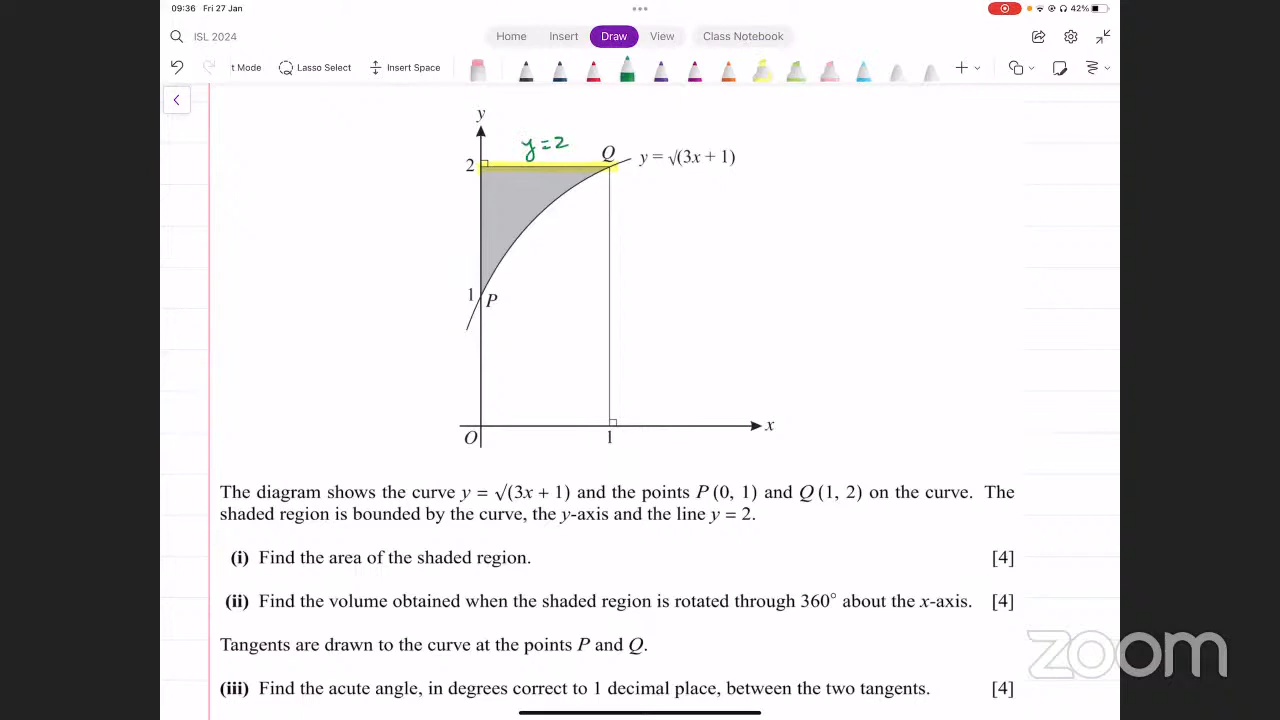 09:36 Fri 27 Jan 42%
ISL 2024 Home Insert Draw View Class Notebook
t Mode Lasso Select Insert Space
y
y = 2
2 Q y = √(3x + 1)
1 P
O 1 x
The diagram shows the curve y = √(3x + 1) and the points P (0, 1) and Q (1, 2) on the curve. The
shaded region is bounded by the curve, the y-axis and the line y = 2.
(i) Find the area of the shaded region. [4]
(ii) Find the volume obtained when the shaded region is rotated through 360° about the x-axis. [4]
Tangents are drawn to the curve at the points P and Q.
(iii) Find the acute angle, in degrees correct to 1 decimal place, between the two tangents. [4]
zoom